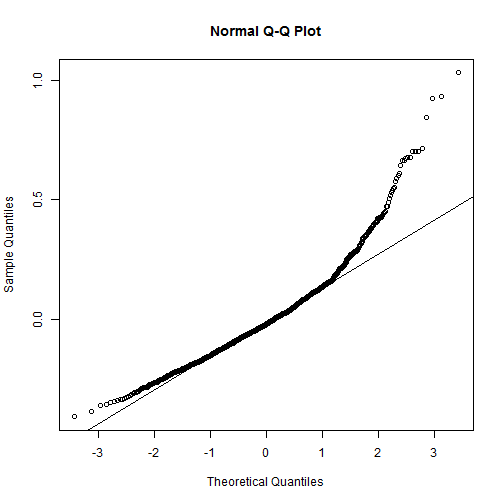 Normal Q-Q Plot
Sample Quantiles
1.0
0.5
0.0
-3 -2 -1 0 1 2 3
Theoretical Quantiles